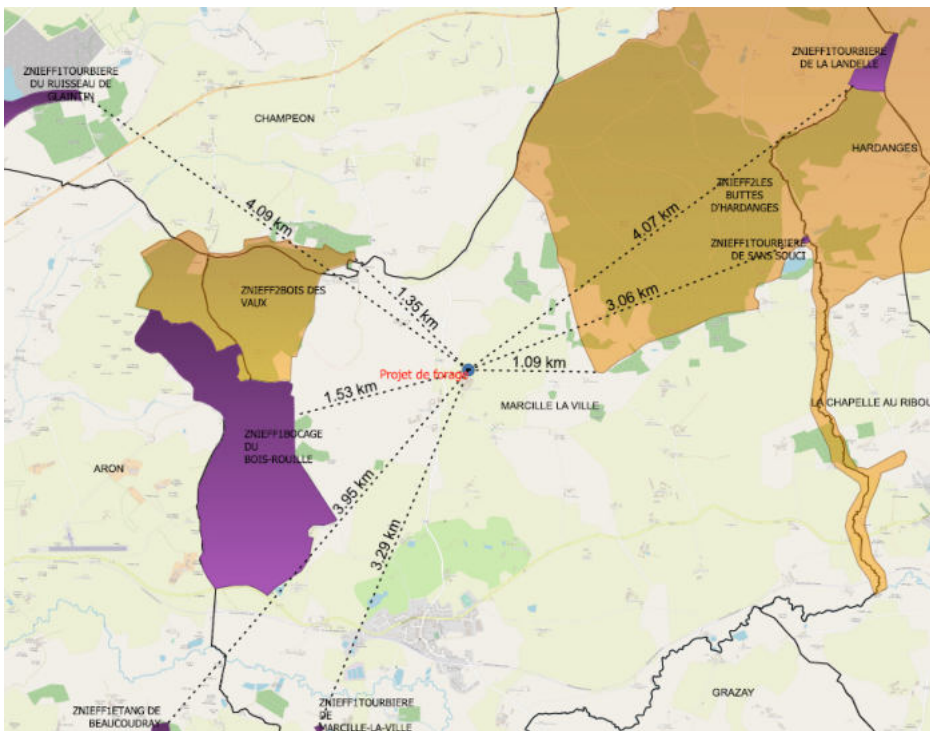 ZNIEFF1TOURBIERE
DU RUISSEAU DE
GLAINTIN
ZNIEFF1TOURBIERE
DE LA LANDELLE
CHAMPEON
HARDANGES
ZNIEFF2LES
BUTTES
D'HARDANGES
4.09 km
4.07 km
ZNIEFF1TOURBIERE
DE SANS SOUCI
ZNIEFF2BOIS DES
VAUX
1.35 km
3.06 km
1.09 km
Projet de forage
1.53 km
MARCILLE LA VILLE
LA CHAPELLE AU RIBOU
ZNIEFF1BOCAGE
DU
BOIS-ROUILLE
ARON
3.95 km
3.29 km
GRAZAY
ZNIEFF1ETANG DE
BEAUCOUDRAY
ZNIEFF1TOURBIERE
DE
MARCILLE-LA-VILLE